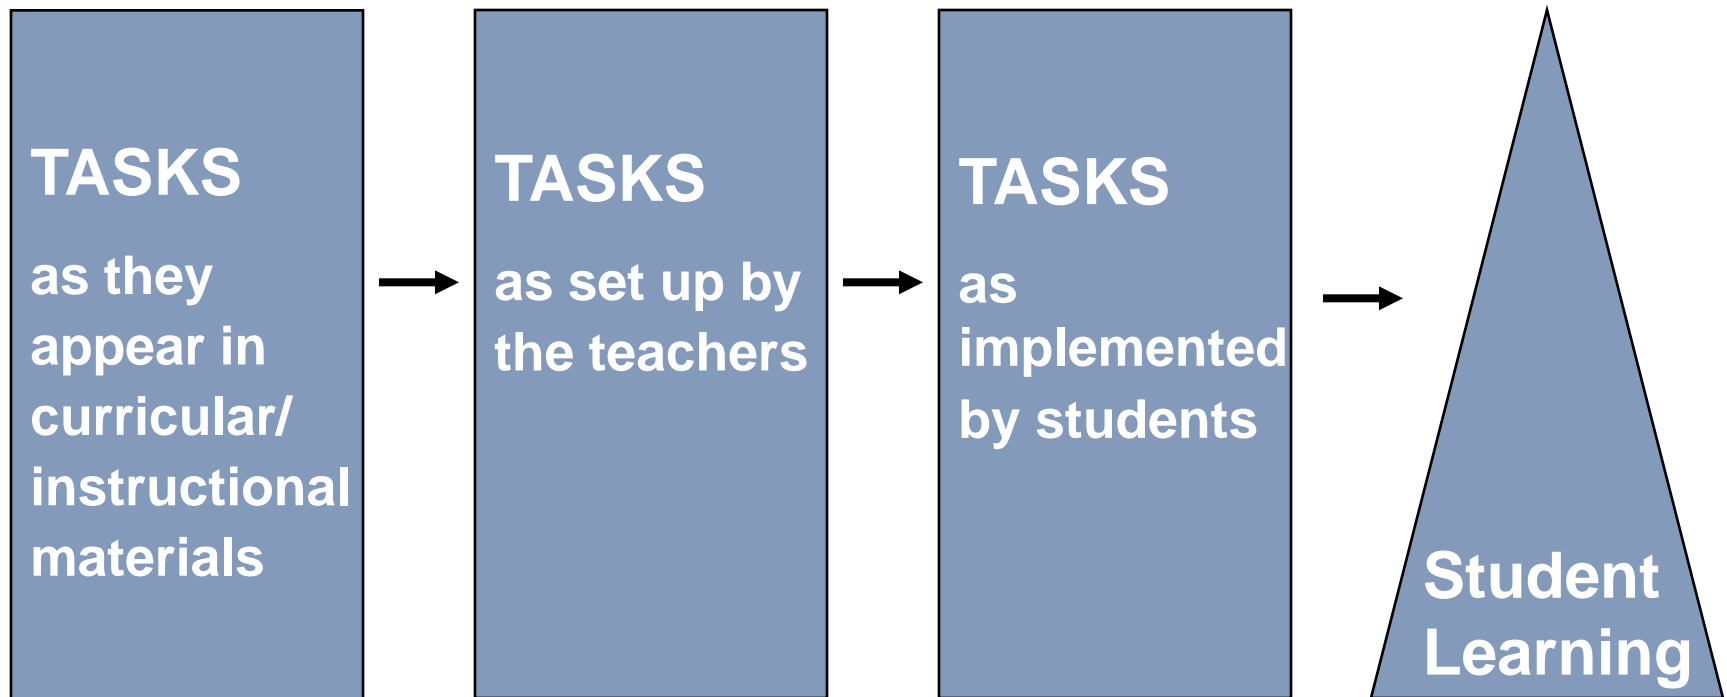 TASKS
as they
appear in
curricular/
instructional
materials
TASKS
as set up by
the teachers
TASKS
as
implemented
by students
Student
Learning